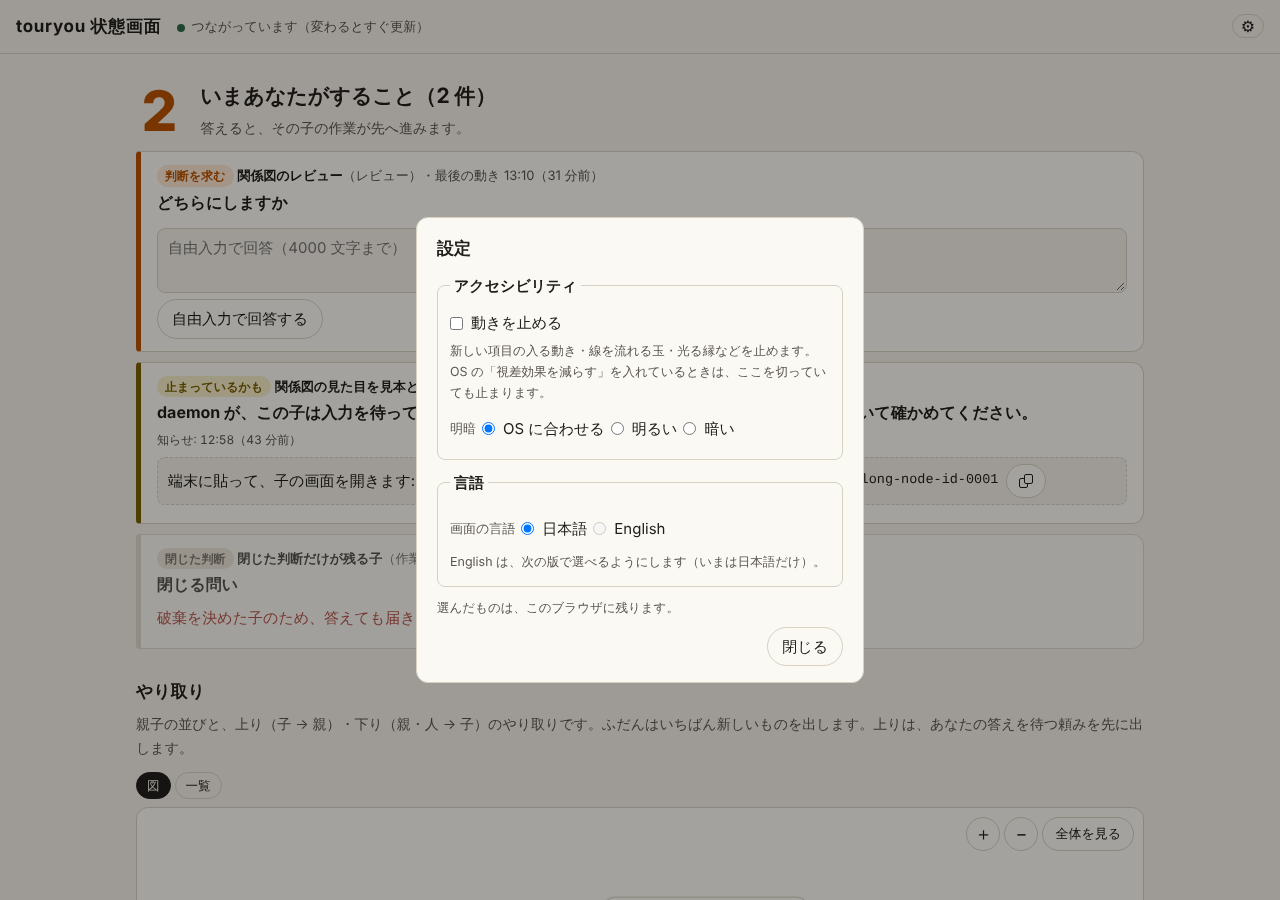 touryou 状態画面
つながっています（変わるとすぐ更新）
2
いまあなたがすること（2 件）
答えると、その子の作業が先へ進みます。
判断を求む 関係図のレビュー（レビュー）・最後の動き 13:10（31 分前）
どちらにしますか
自由入力で回答（4000 文字まで）
自由入力で回答する
止まっているかも 関係図の見た目を見本と
daemon が、この子は入力を待って
いて確かめてください。
知らせ: 12:58（43 分前）
端末に貼って、子の画面を開きます:
long-node-id-0001
閉じた判断 閉じた判断だけが残る子（作業
閉じる問い
破棄を決めた子のため、答えても届き
設定
アクセシビリティ
動きを止める
新しい項目の入る動き・線を流れる玉・光る縁などを止めます。
OS の「視差効果を減らす」を入れているときは、ここを切ってい
ても止まります。
明暗 OS に合わせる 明るい 暗い
言語
画面の言語 日本語 English
English は、次の版で選べるようにします（いまは日本語だけ）。
選んだものは、このブラウザに残ります。
閉じる
やり取り
親子の並びと、上り（子 → 親）・下り（親・人 → 子）のやり取りです。ふだんはいちばん新しいものを出します。上りは、あなたの答えを待つ頼みを先に出
します。
図 一覧
+ − 全体を見る